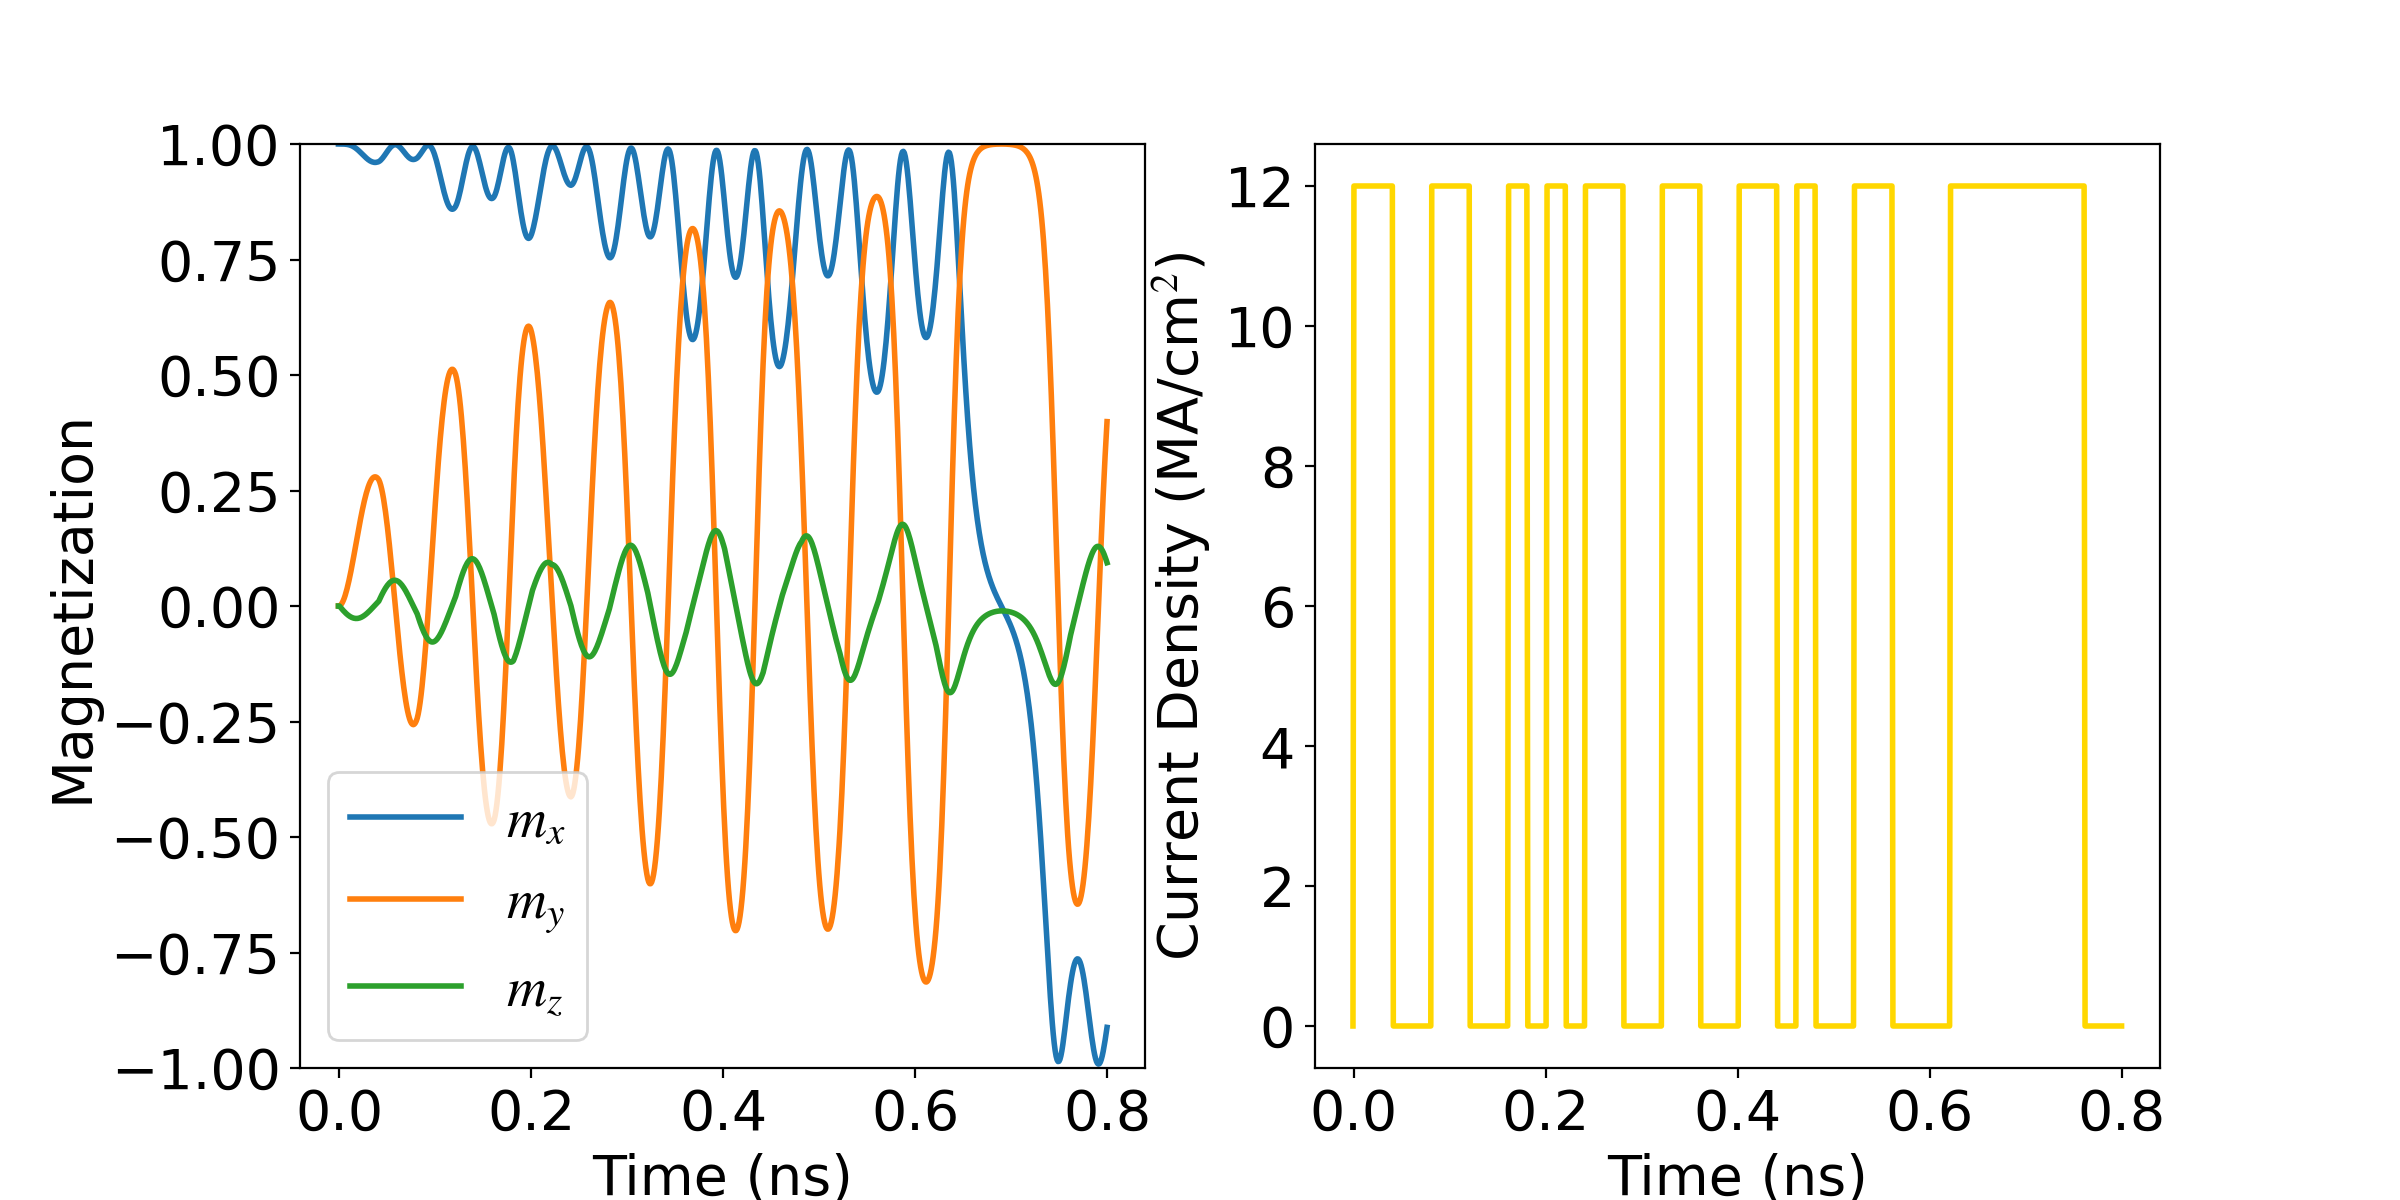 Magnetization
1.00
0.75
0.50
0.25
0.00
−0.25
−0.50
−0.75
−1.00
m_x
m_y
m_z
0.0 0.2 0.4 0.6 0.8
Time (ns)
Current Density (MA/cm²)
12
10
8
6
4
2
0
0.0 0.2 0.4 0.6 0.8
Time (ns)